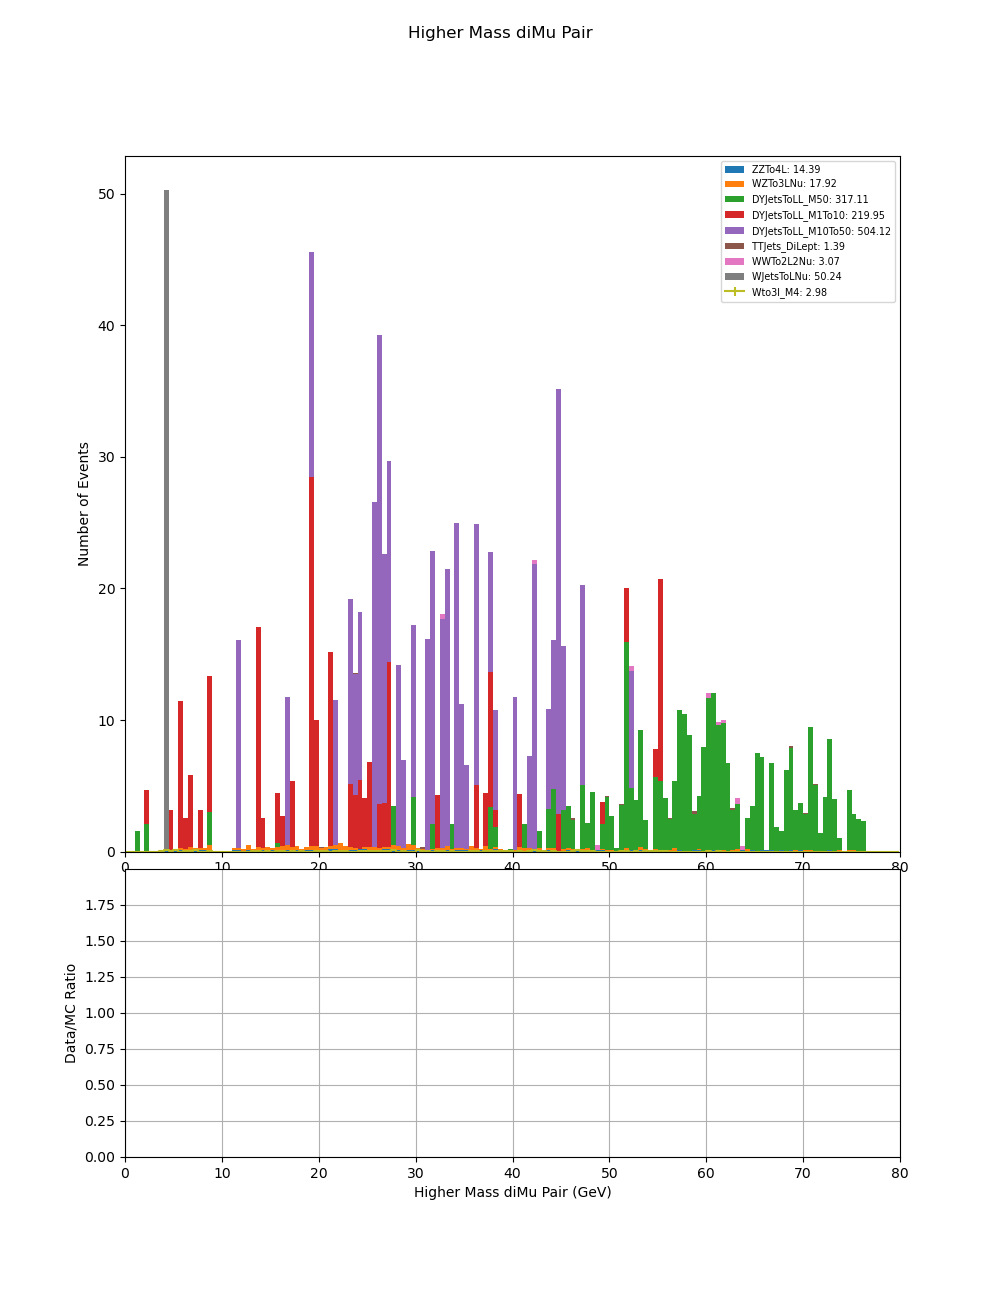 Higher Mass diMu Pair
ZZTo4L: 14.39
WZTo3LNu: 17.92
DYJetsToLL_M50: 317.11
DYJetsToLL_M1To10: 219.95
DYJetsToLL_M10To50: 504.12
TTJets_DiLept: 1.39
WWTo2L2Nu: 3.07
WJetsToLNu: 50.24
Wto3l_M4: 2.98
Number of Events
50
40
30
20
10
0
0 10 20 30 40 50 60 70 80
Data/MC Ratio
1.75
1.50
1.25
1.00
0.75
0.50
0.25
0.00
0 10 20 30 40 50 60 70 80
Higher Mass diMu Pair (GeV)